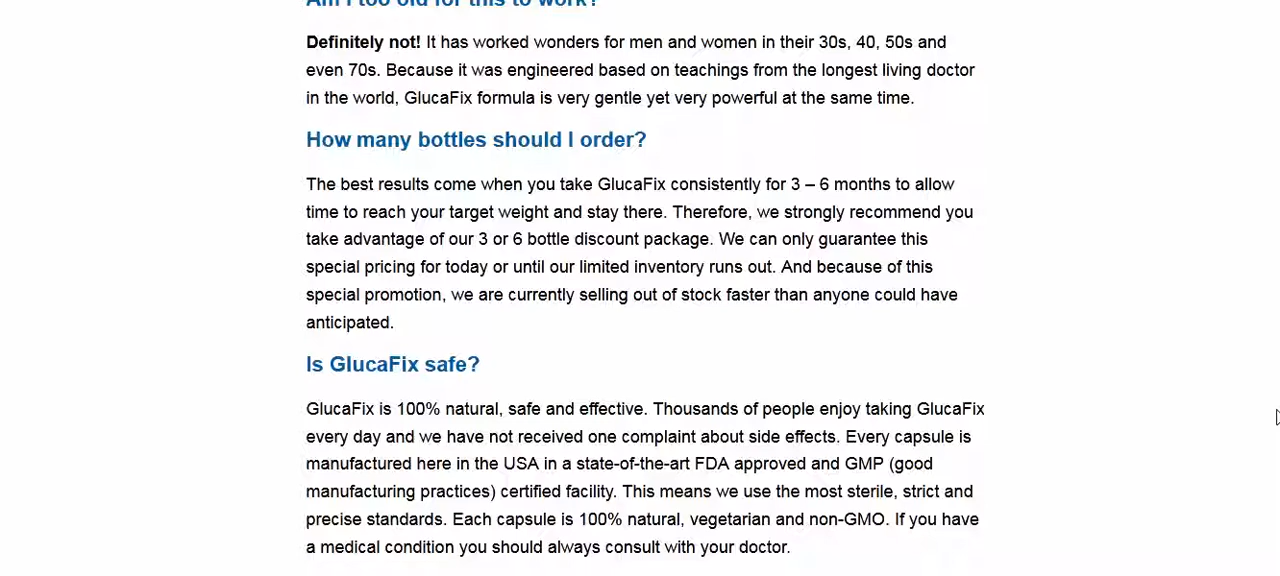 Am I too old for this to work?
Definitely not! It has worked wonders for men and women in their 30s, 40, 50s and
even 70s. Because it was engineered based on teachings from the longest living doctor
in the world, GlucaFix formula is very gentle yet very powerful at the same time.
How many bottles should I order?
The best results come when you take GlucaFix consistently for 3 – 6 months to allow
time to reach your target weight and stay there. Therefore, we strongly recommend you
take advantage of our 3 or 6 bottle discount package. We can only guarantee this
special pricing for today or until our limited inventory runs out. And because of this
special promotion, we are currently selling out of stock faster than anyone could have
anticipated.
Is GlucaFix safe?
GlucaFix is 100% natural, safe and effective. Thousands of people enjoy taking GlucaFix
every day and we have not received one complaint about side effects. Every capsule is
manufactured here in the USA in a state-of-the-art FDA approved and GMP (good
manufacturing practices) certified facility. This means we use the most sterile, strict and
precise standards. Each capsule is 100% natural, vegetarian and non-GMO. If you have
a medical condition you should always consult with your doctor.